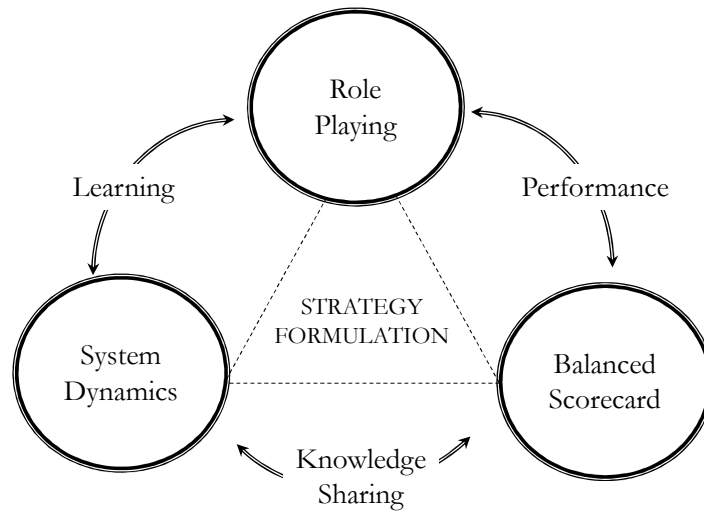 Role
Playing
Learning
Performance
STRATEGY
FORMULATION
System
Dynamics
Balanced
Scorecard
Knowledge
Sharing